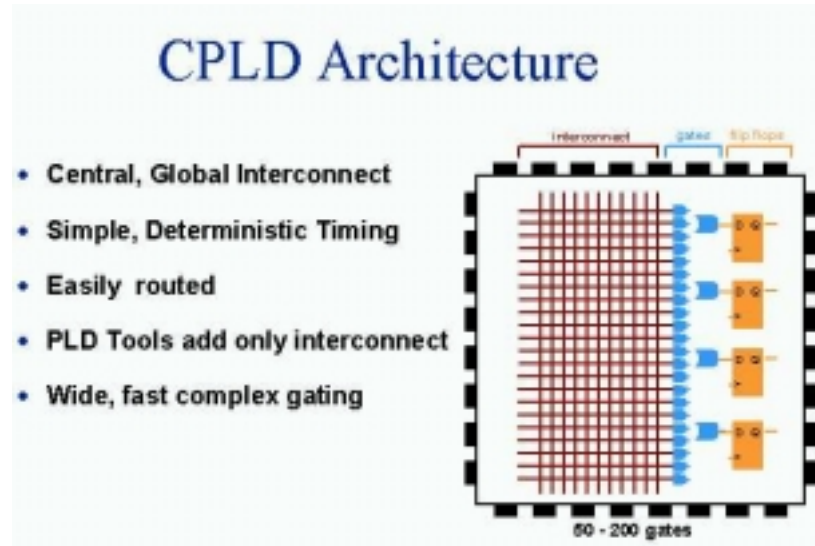 CPLD Architecture
interconnect gates flip flops
• Central, Global Interconnect
• Simple, Deterministic Timing
• Easily routed
• PLD Tools add only interconnect
• Wide, fast complex gating
D Q
D Q
D Q
D Q
60 - 200 gates